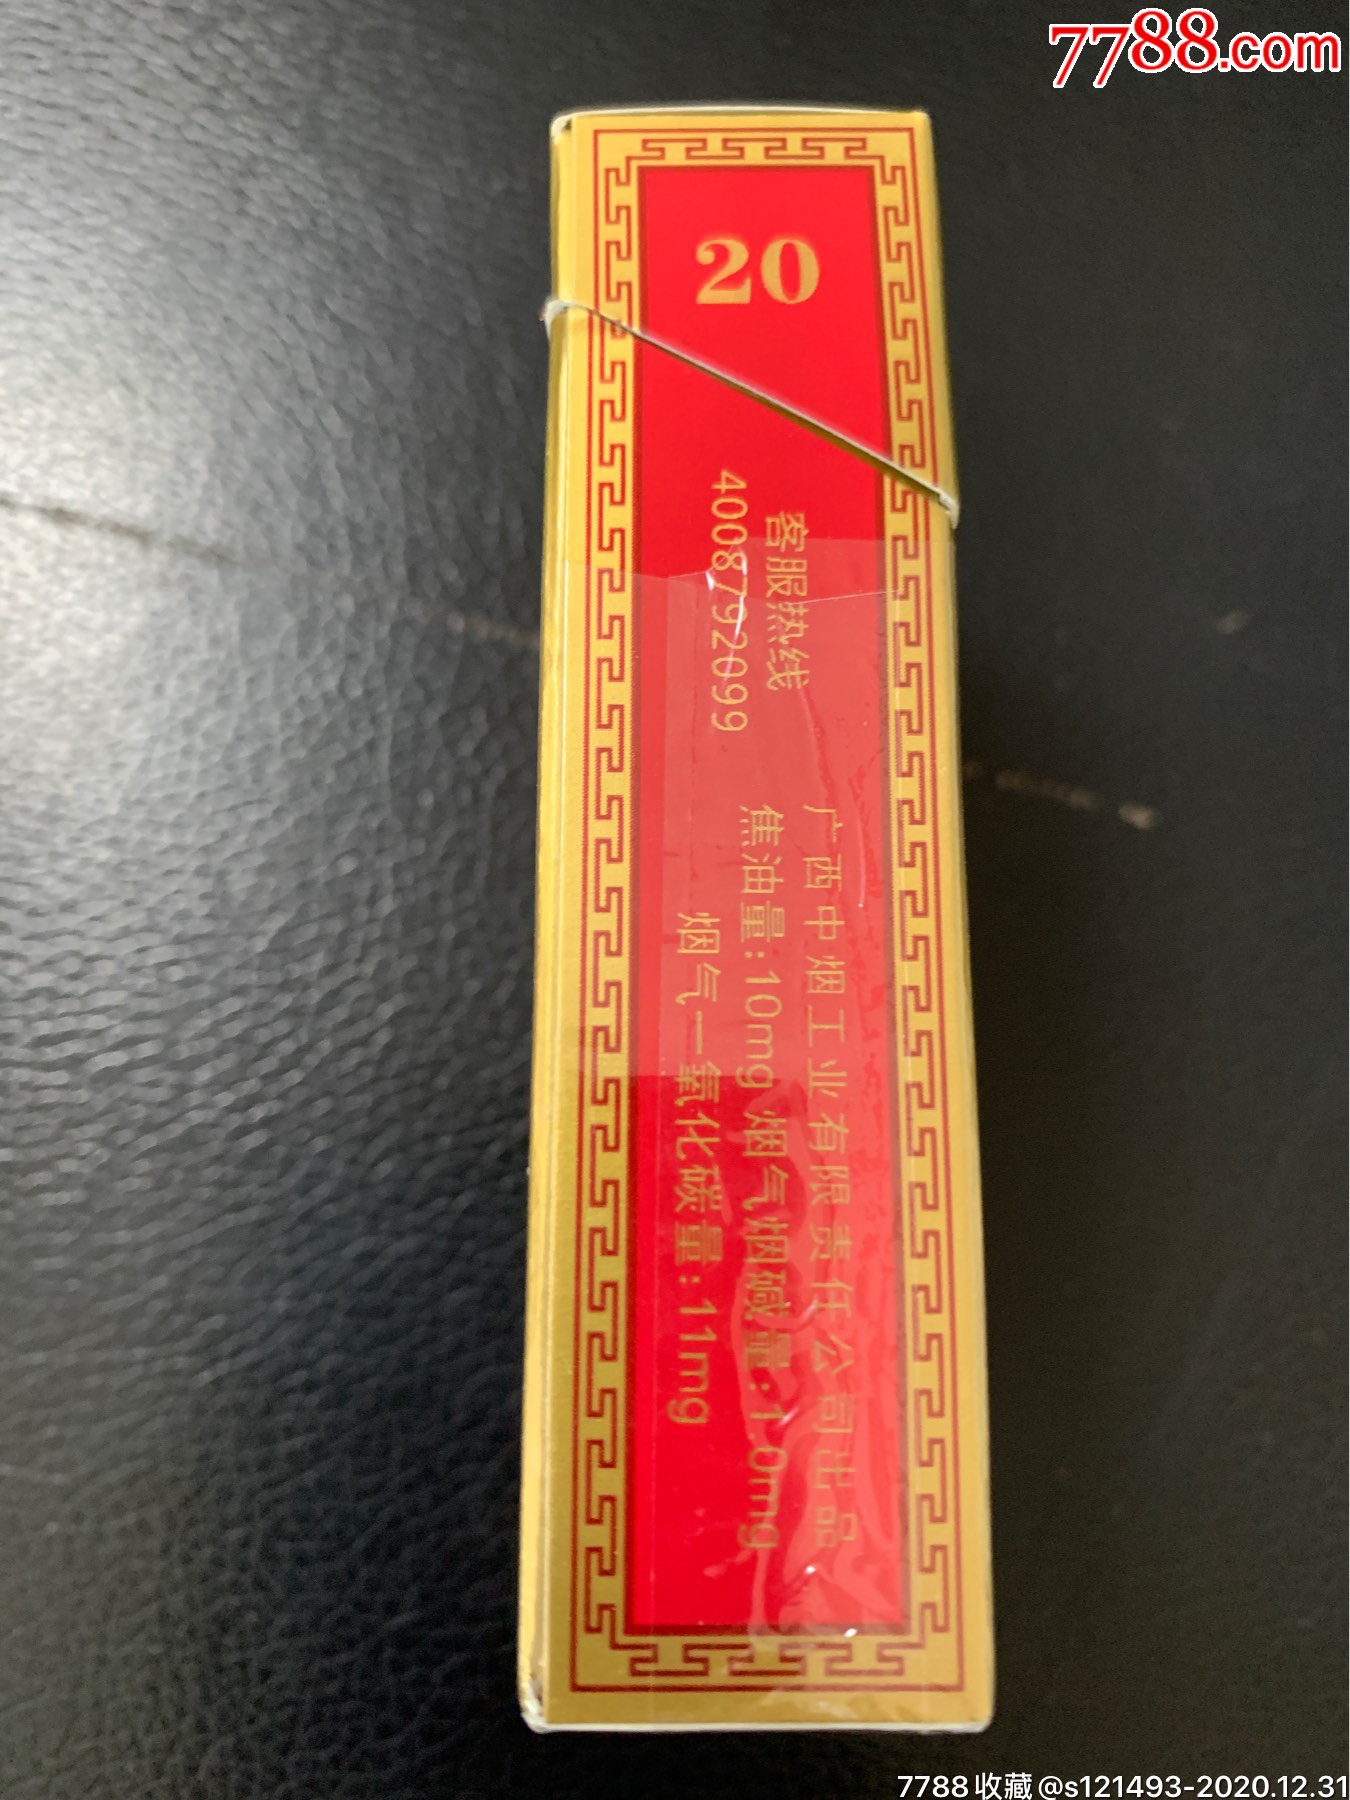 7788.com
20
客服热线
4008792099
广西中烟工业有限责任公司出品
焦油量:10mg 烟气烟碱量:1.0mg
烟气一氧化碳量:11mg
7788收藏@s121493-2020.12.31